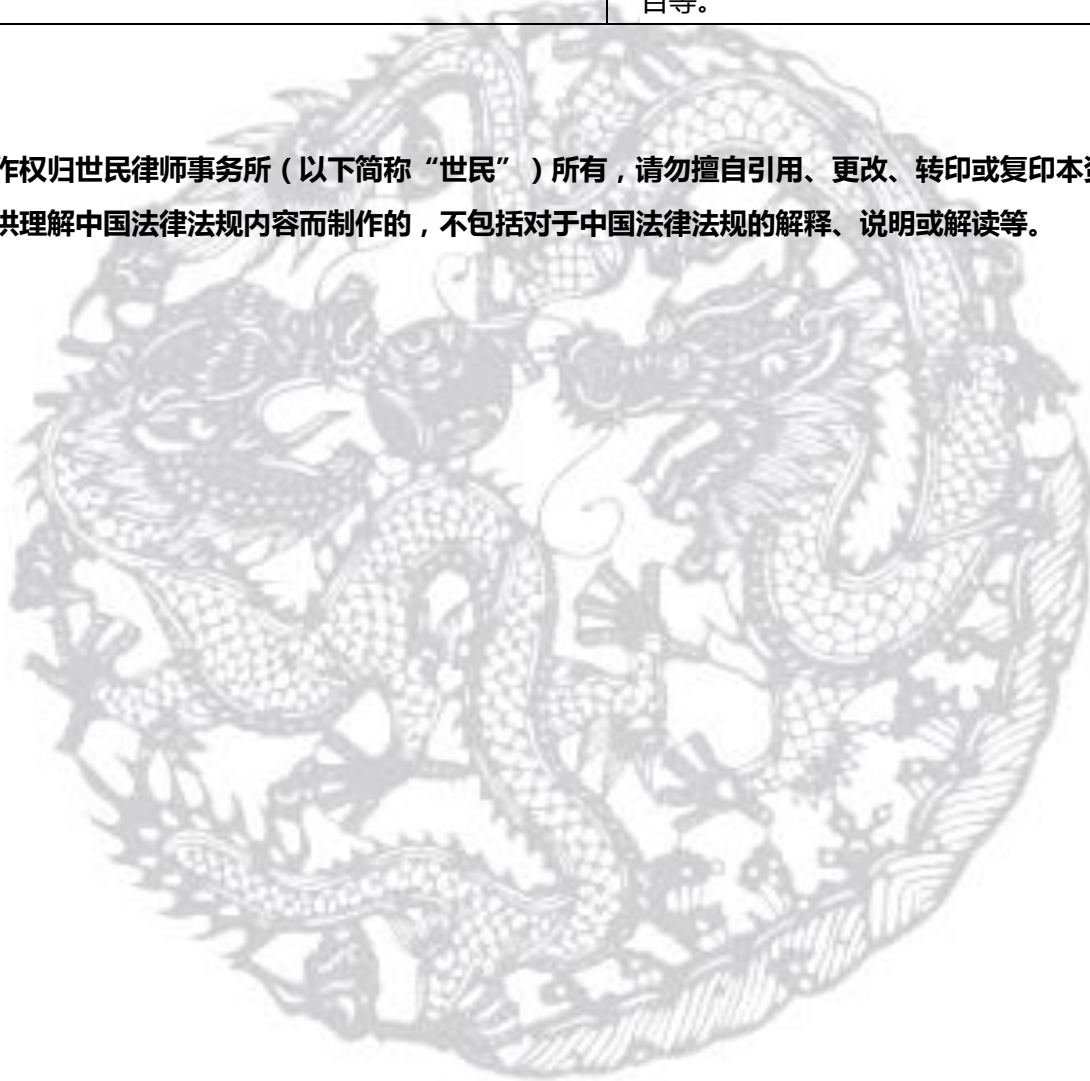 目等。
作权归世民律师事务所（以下简称“世民”）所有，请勿擅自引用、更改、转印或复印本
供理解中国法律法规内容而制作的，不包括对于中国法律法规的解释、说明或解读等。